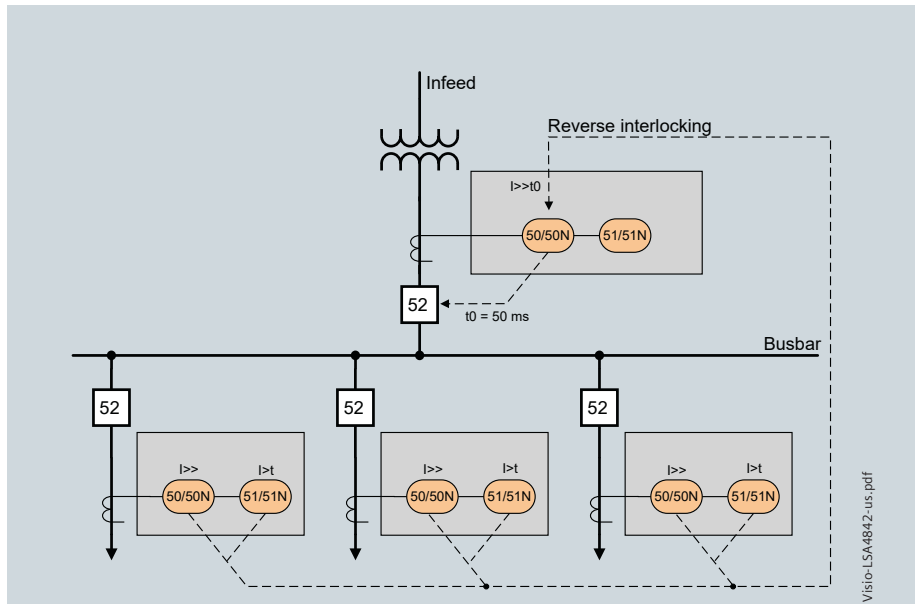 Infeed
Reverse interlocking
I>>t0
50/50N
51/51N
52
t0 = 50 ms
Busbar
52
52
52
I>>
I>t
I>>
I>t
I>>
I>t
50/50N
51/51N
50/50N
51/51N
50/50N
51/51N
Visio-LSA4842-us.pdf